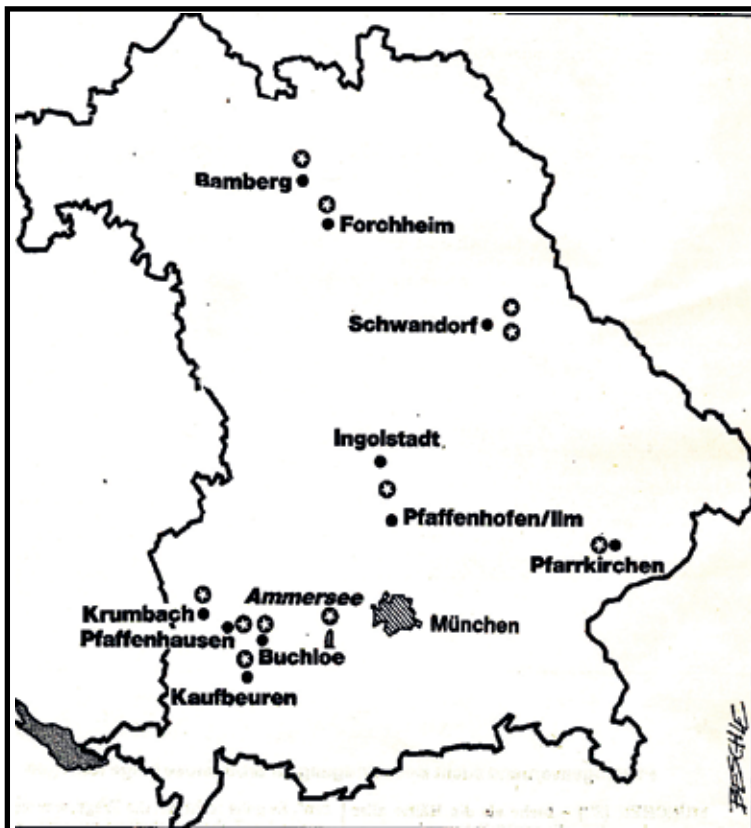 Bamberg
Forchheim
Schwandorf
Ingolstadt
Pfaffenhofen/Ilm
Pfarrkirchen
Krumbach
Ammersee
München
Pfaffenhausen
Buchloe
Kaufbeuren